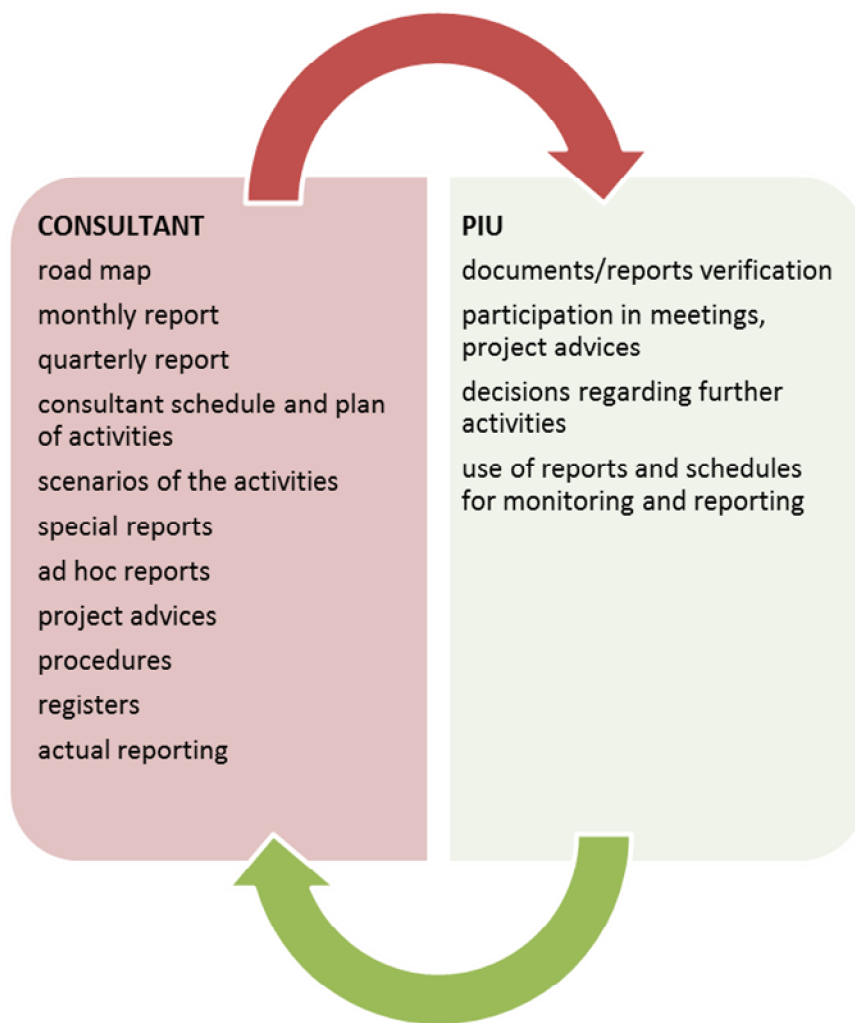 CONSULTANT
road map
monthly report
quarterly report
consultant schedule and plan
of activities
scenarios of the activities
special reports
ad hoc reports
project advices
procedures
registers
actual reporting
PIU
documents/reports verification
participation in meetings,
project advices
decisions regarding further
activities
use of reports and schedules
for monitoring and reporting